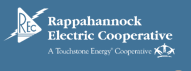 REC
Rappahannock
Electric Cooperative
A Touchstone Energy® Cooperative